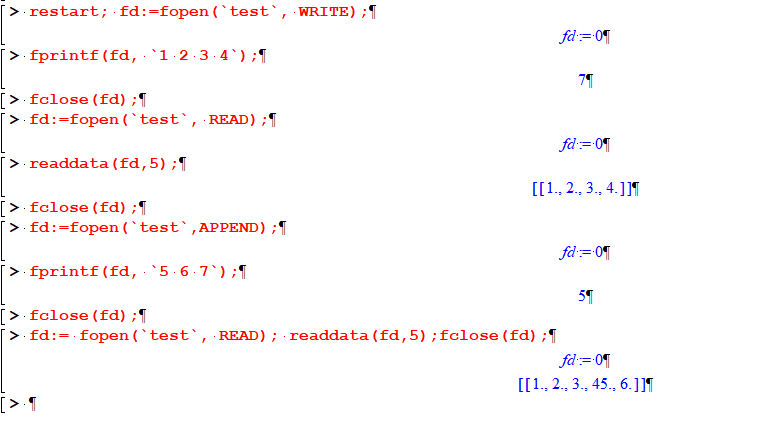 > restart; fd:=fopen(`test`, WRITE);¶
fd := 0¶
> fprintf(fd, `1 2 3 4`);¶
7¶
> fclose(fd);¶
> fd:=fopen(`test`, READ);¶
fd := 0¶
> readdata(fd,5);¶
[[1., 2., 3., 4.]]¶
> fclose(fd);¶
> fd:=fopen(`test`,APPEND);¶
fd := 0¶
> fprintf(fd, `5 6 7`);¶
5¶
> fclose(fd);¶
> fd:= fopen(`test`, READ); readdata(fd,5);fclose(fd);¶
fd := 0¶
[[1., 2., 3., 45., 6.]]¶
> ¶